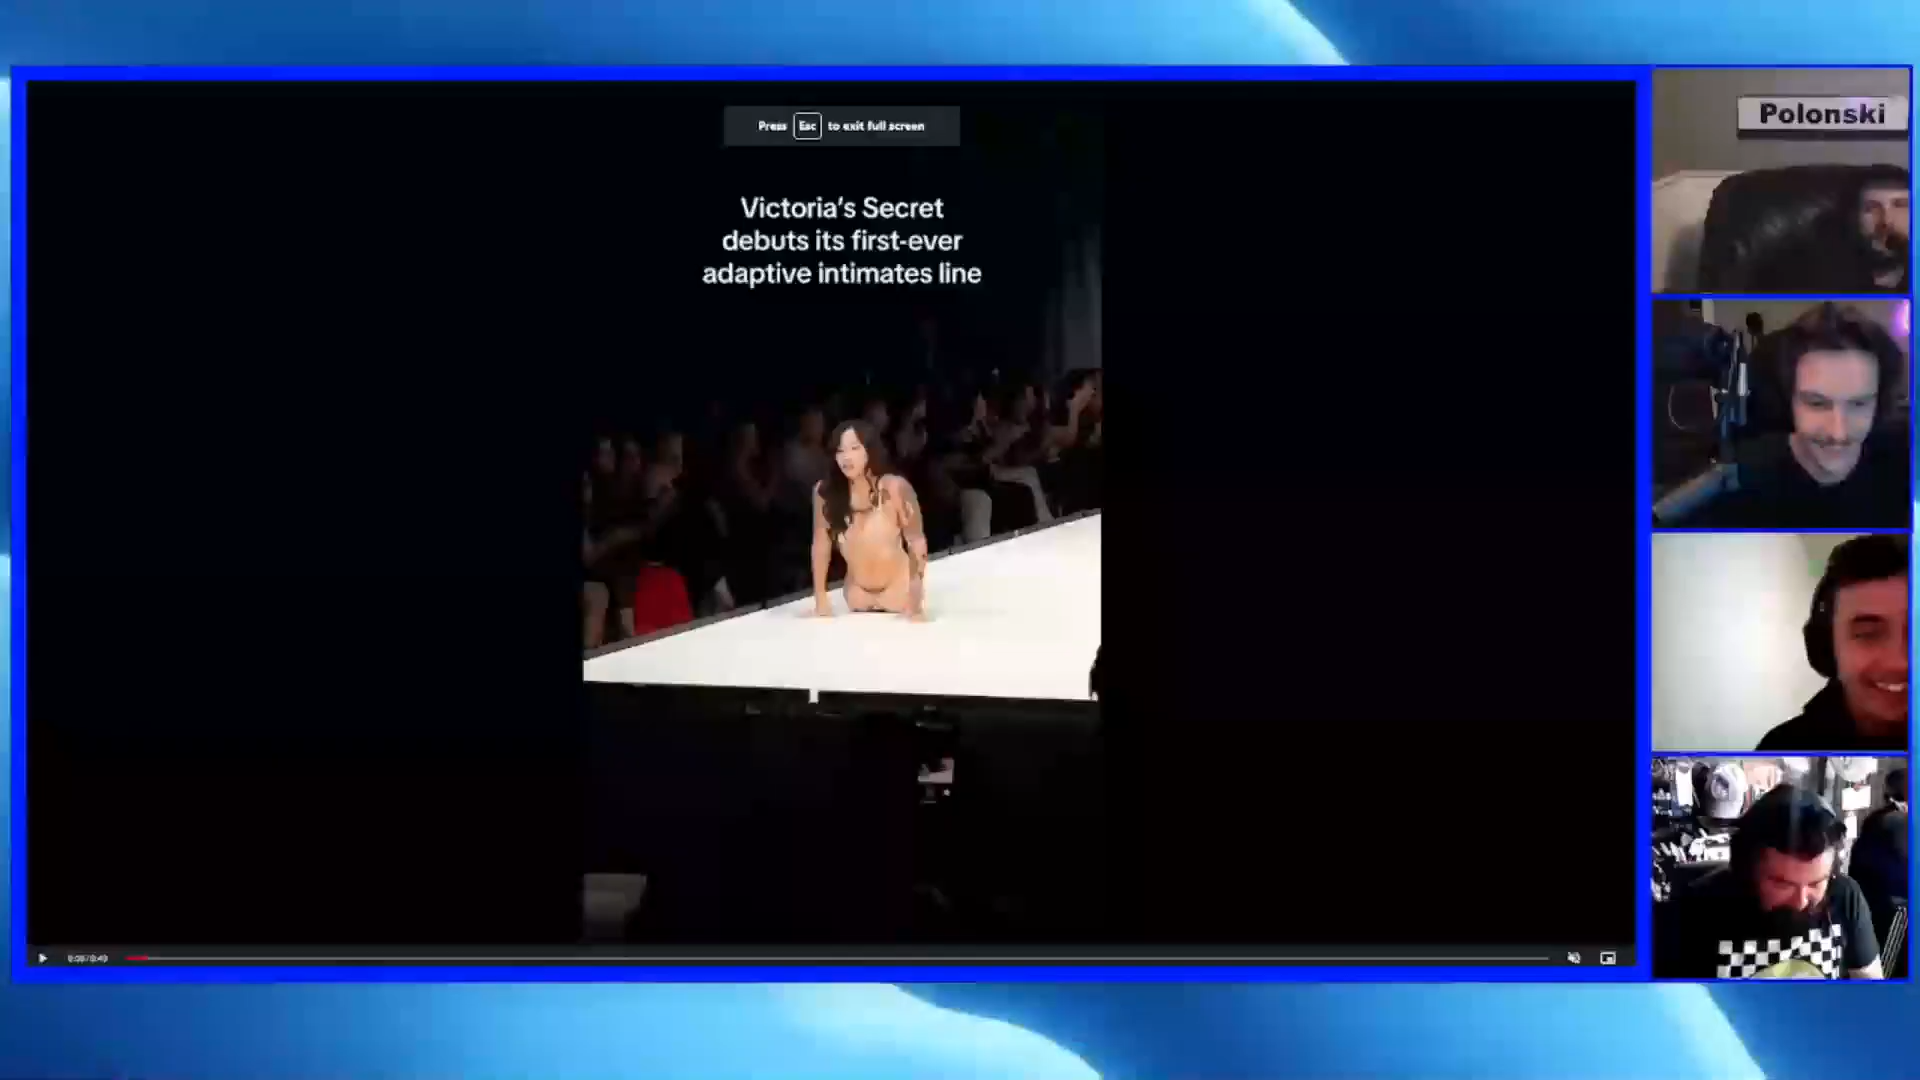 Press Esc to exit full screen
Victoria's Secret
debuts its first-ever
adaptive intimates line
Polonski